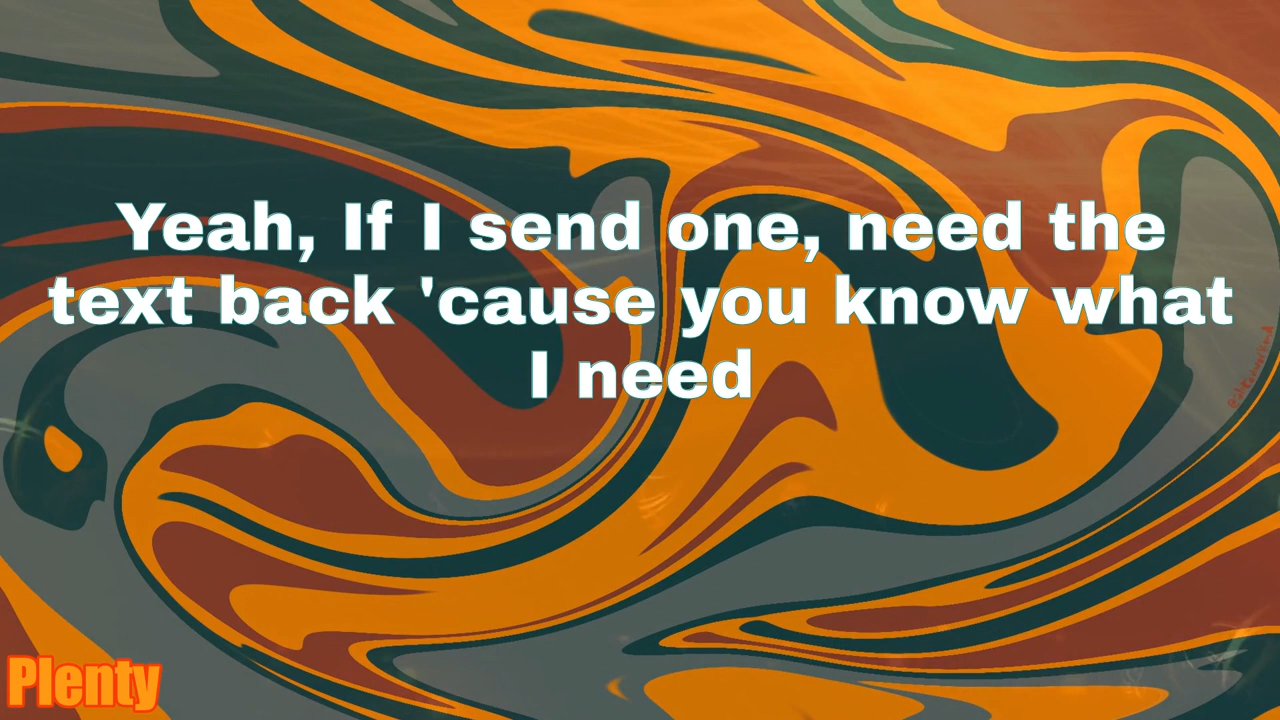 Yeah, If I send one, need the
text back 'cause you know what
I need
Plenty